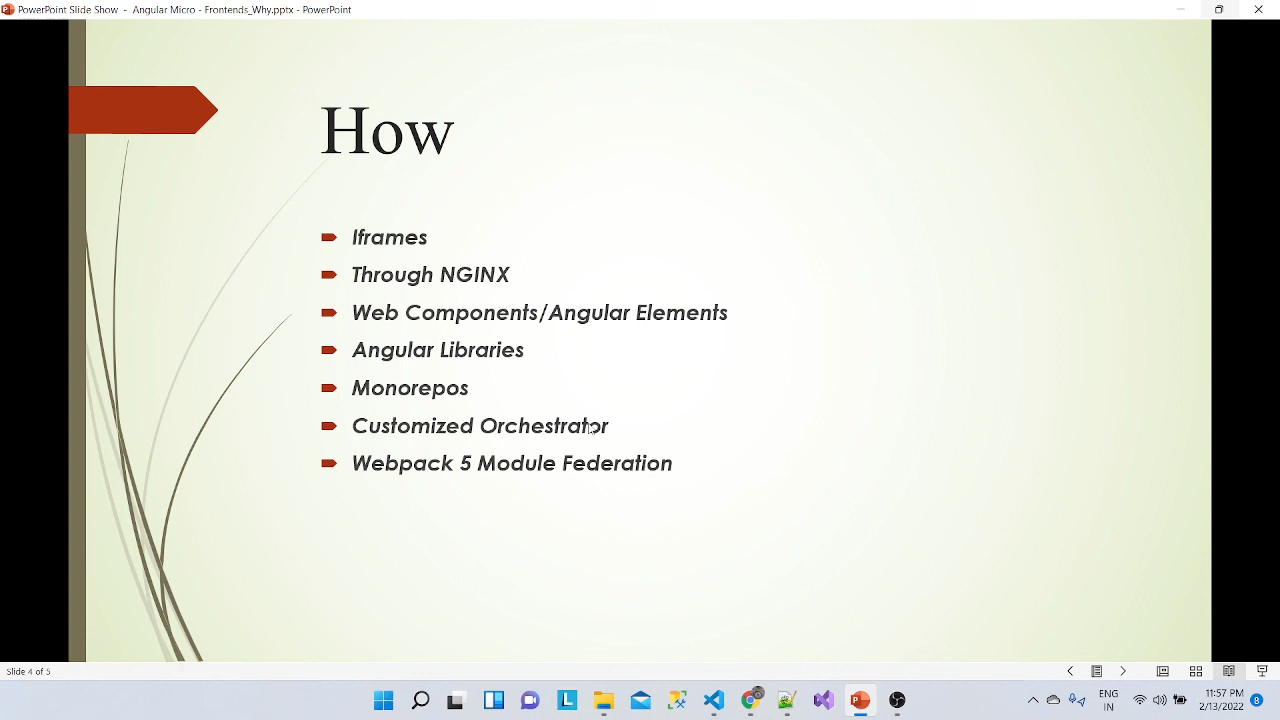 PowerPoint Slide Show - Angular Micro - Frontends_Why.pptx - PowerPoint
How
Iframes
Through NGINX
Web Components/Angular Elements
Angular Libraries
Monorepos
Customized Orchestrator
Webpack 5 Module Federation
Slide 4 of 5
ENG
IN
11:57 PM
2/13/2022
8